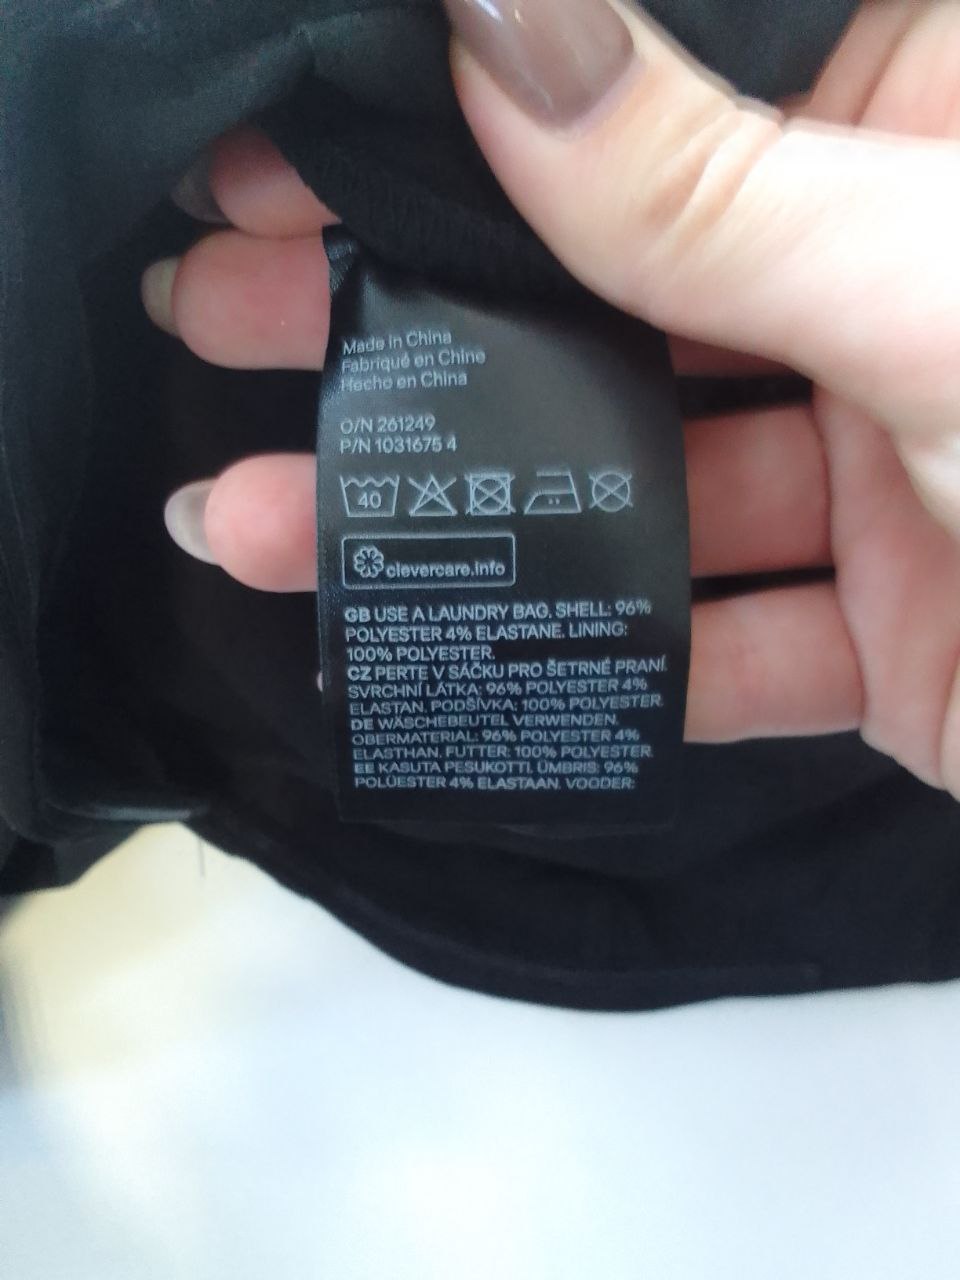 Made in China
Fabriqué en Chine
Hecho en China
O/N 261249
P/N 1031675 4
40
clevercare.info
GB USE A LAUNDRY BAG. SHELL: 96%
POLYESTER 4% ELASTANE. LINING:
100% POLYESTER.
CZ PERTE V SÁČKU PRO ŠETRNÉ PRANÍ.
SVRCHNÍ LÁTKA: 96% POLYESTER 4%
ELASTAN. PODŠÍVKA: 100% POLYESTER.
DE WÄSCHEBEUTEL VERWENDEN.
OBERMATERIAL: 96% POLYESTER 4%
ELASTHAN. FUTTER: 100% POLYESTER.
EE KASUTA PESUKOTTI. ÜMBRIS: 96%
POLÜESTER 4% ELASTAAN. VOODER: